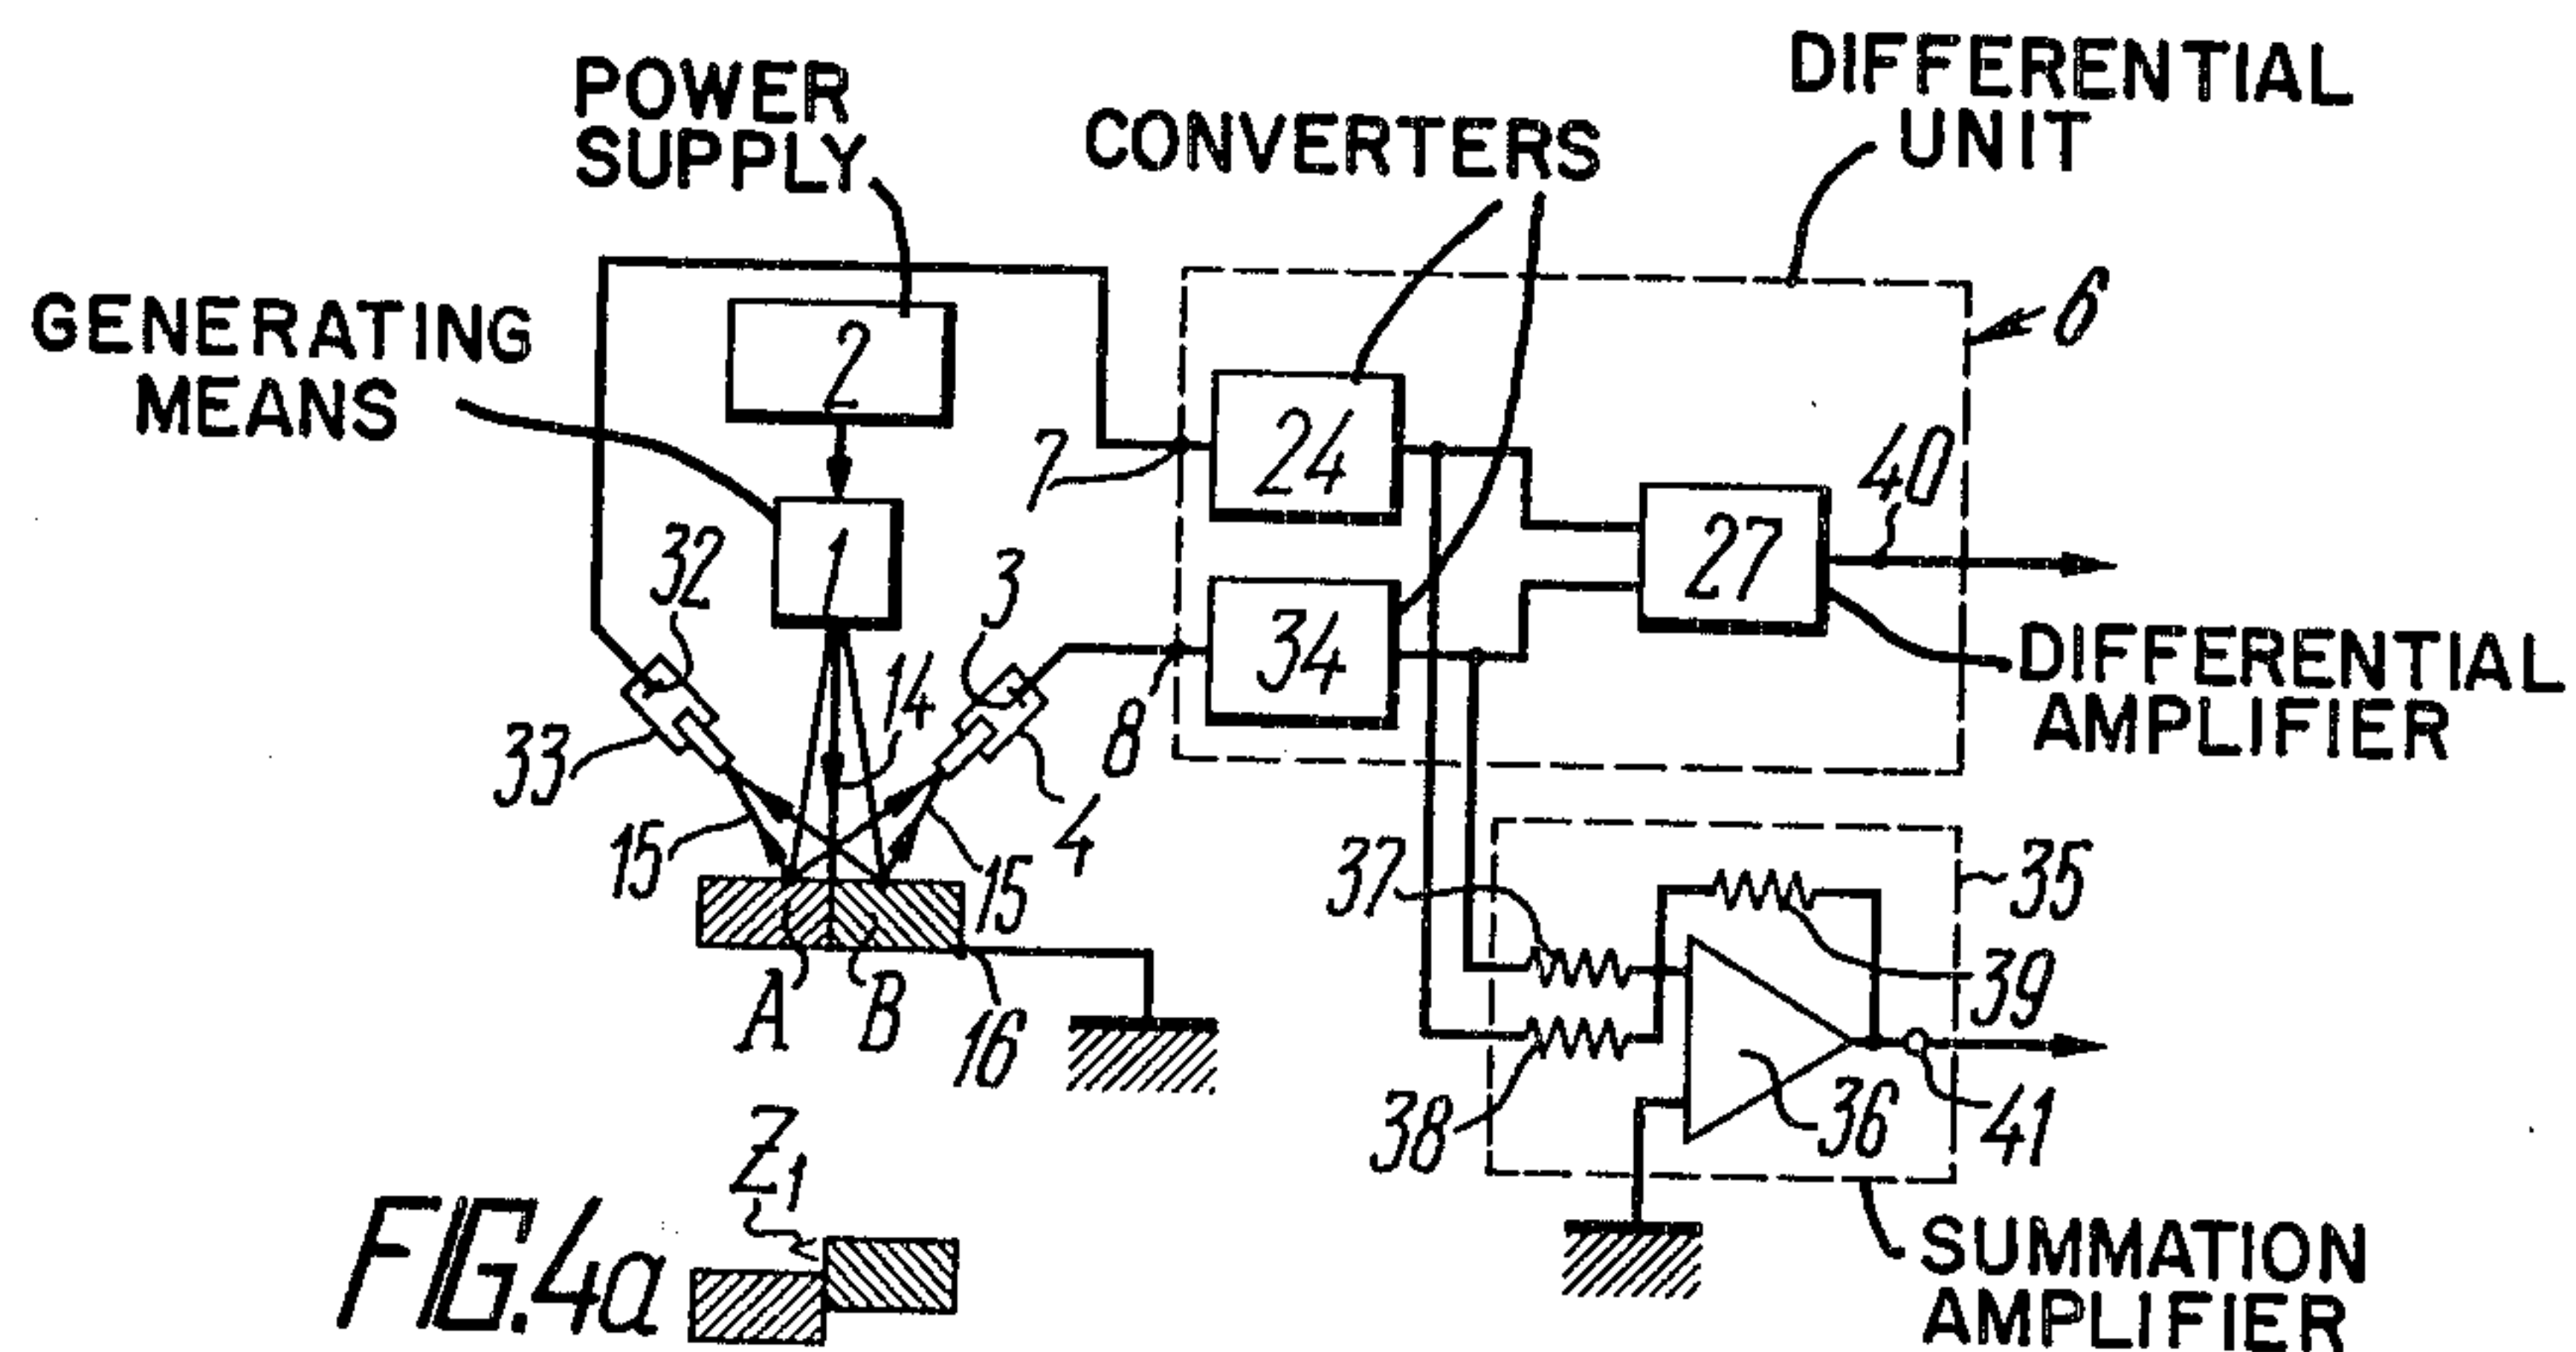 POWER
SUPPLY
CONVERTERS
DIFFERENTIAL
UNIT
GENERATING
MEANS
2
6
7
24
40
32
1
3
27
34
14
33
8
DIFFERENTIAL
AMPLIFIER
4
15
15
37
35
39
A
B
16
38
36
41
Z1
FIG.4a
SUMMATION
AMPLIFIER